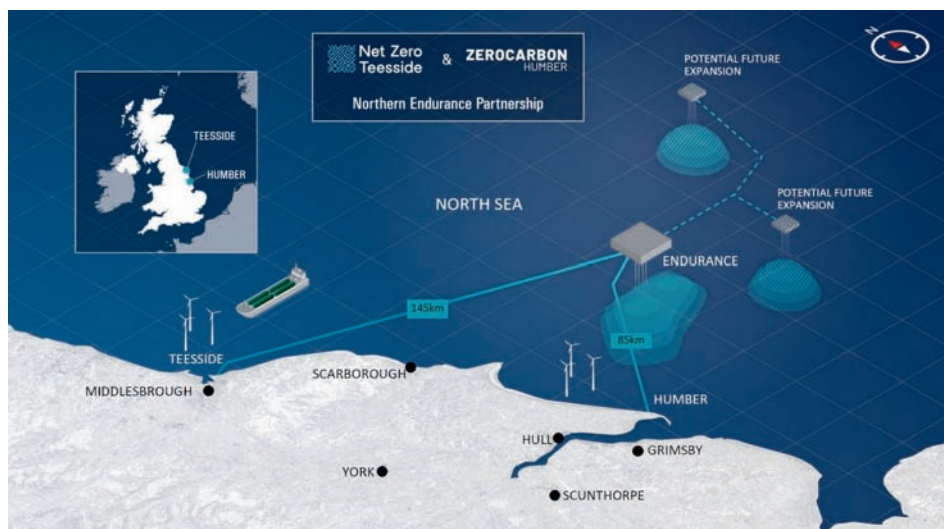 N
Net Zero
Teesside
&
ZEROCARBON
HUMBER
Northern Endurance Partnership
POTENTIAL FUTURE
EXPANSION
TEESSIDE
HUMBER
NORTH SEA
POTENTIAL FUTURE
EXPANSION
ENDURANCE
145km
85km
TEESSIDE
SCARBOROUGH
MIDDLESBROUGH
HUMBER
HULL
GRIMSBY
YORK
SCUNTHORPE